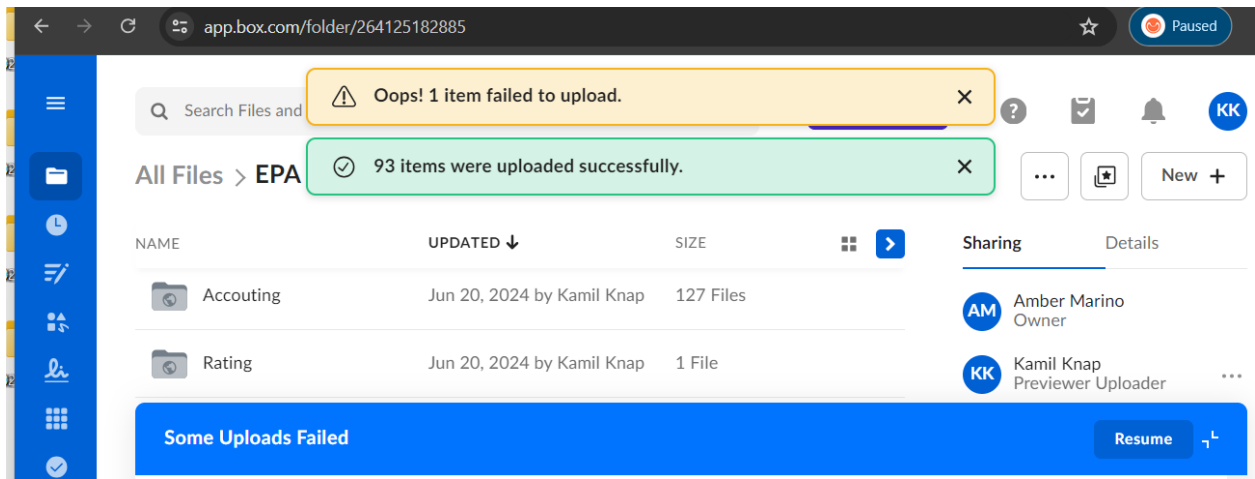 app.box.com/folder/264125182885
Paused
Oops! 1 item failed to upload.
Search Files and
KK
93 items were uploaded successfully.
All Files > EPA
New +
NAME UPDATED SIZE
Sharing Details
Accouting Jun 20, 2024 by Kamil Knap 127 Files
AM Amber Marino
Owner
Rating Jun 20, 2024 by Kamil Knap 1 File
KK Kamil Knap
Previewer Uploader
Some Uploads Failed
Resume